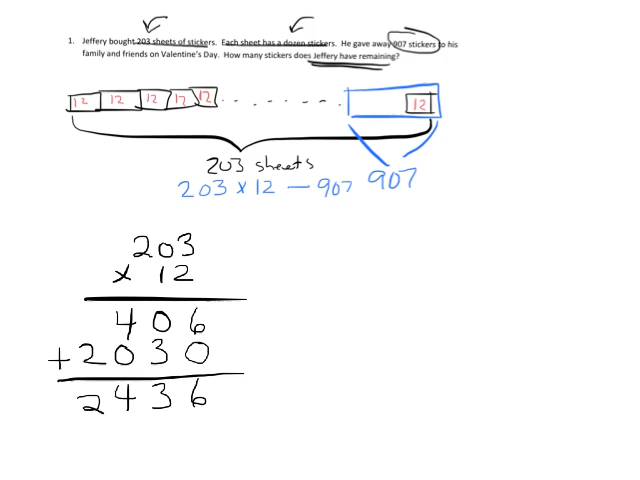 1. Jeffery bought 203 sheets of stickers. Each sheet has a dozen stickers. He gave away 907 stickers to his
family and friends on Valentine's Day. How many stickers does Jeffery have remaining?
12 12 12 12 12 . . . . . . . . . 12
203 sheets
203 x 12 — 907 907
203
x 12
406
+2030
2436